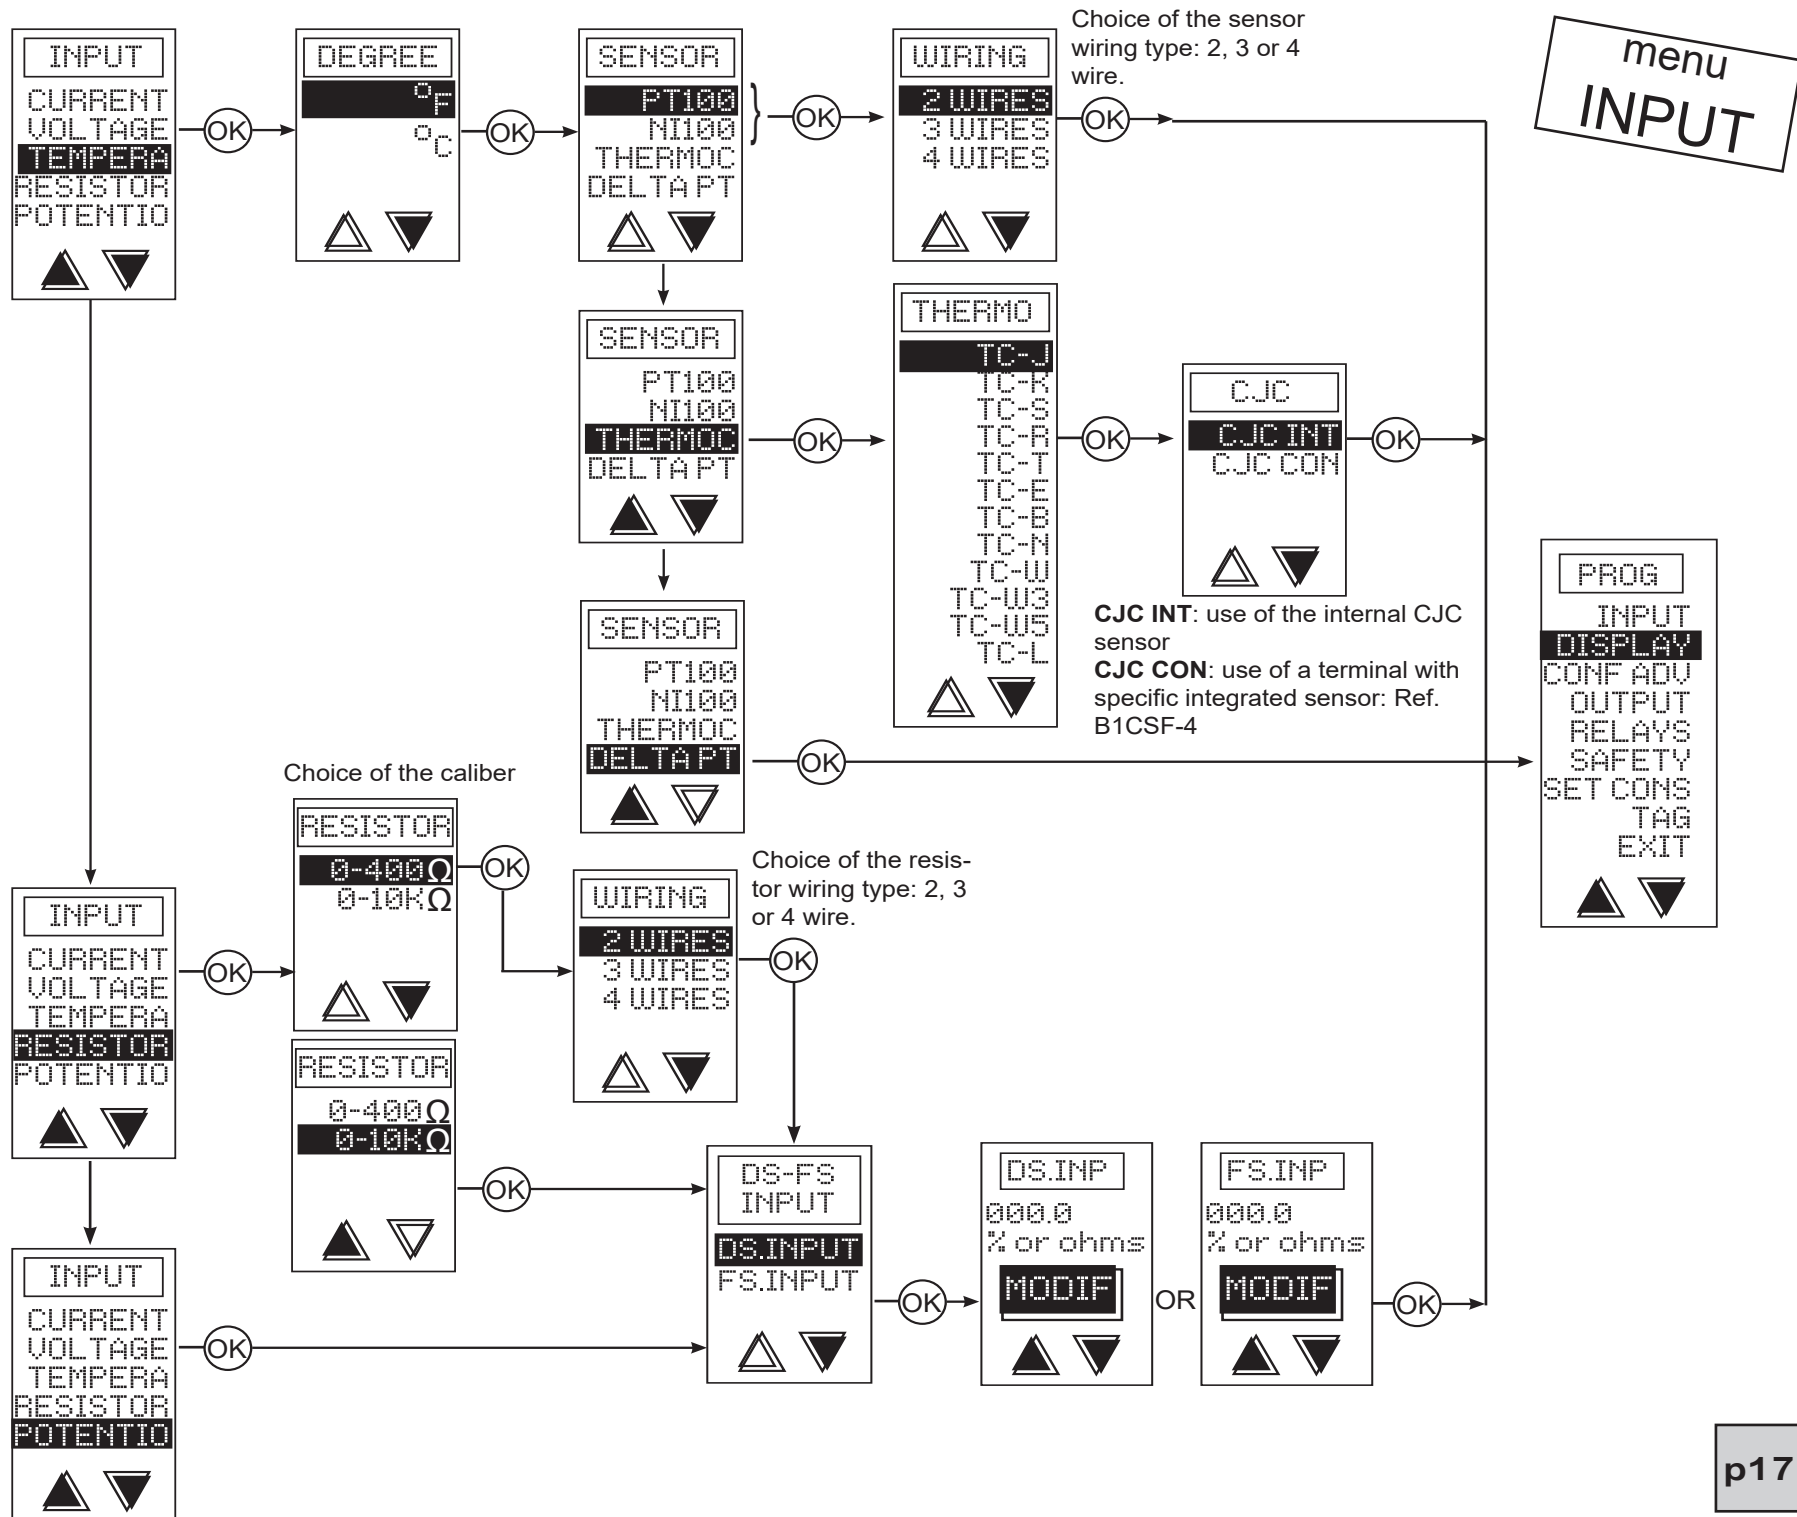 Choice of the sensor
wiring type: 2, 3 or 4
wire.
menu
INPUT
INPUT
CURRENT
VOLTAGE
TEMPERA
RESISTOR
POTENTIO
OK
DEGREE
°F
°C
OK
SENSOR
PT100
NI100
THERMOC
DELTA PT
OK
WIRING
2 WIRES
3 WIRES
4 WIRES
OK
SENSOR
PT100
NI100
THERMOC
DELTA PT
OK
THERMO
TC-J
TC-K
TC-S
TC-R
TC-T
TC-E
TC-B
TC-N
TC-W
TC-W3
TC-W5
TC-L
OK
CJC
CJC INT
CJC CON
OK
CJC INT: use of the internal CJC
sensor
CJC CON: use of a terminal with
specific integrated sensor: Ref.
B1CSF-4
SENSOR
PT100
NI100
THERMOC
DELTA PT
OK
PROG
INPUT
DISPLAY
CONF ADV
OUTPUT
RELAYS
SAFETY
SET CONS
TAG
EXIT
INPUT
CURRENT
VOLTAGE
TEMPERA
RESISTOR
POTENTIO
OK
Choice of the caliber
RESISTOR
0-400Ω
0-10KΩ
OK
WIRING
2 WIRES
3 WIRES
4 WIRES
Choice of the resis-
tor wiring type: 2, 3
or 4 wire.
OK
RESISTOR
0-400Ω
0-10KΩ
OK
INPUT
CURRENT
VOLTAGE
TEMPERA
RESISTOR
POTENTIO
OK
DS-FS
INPUT
DS.INPUT
FS.INPUT
OK
DS.INP
000.0
% or ohms
MODIF
OR
FS.INP
000.0
% or ohms
MODIF
OK
p17